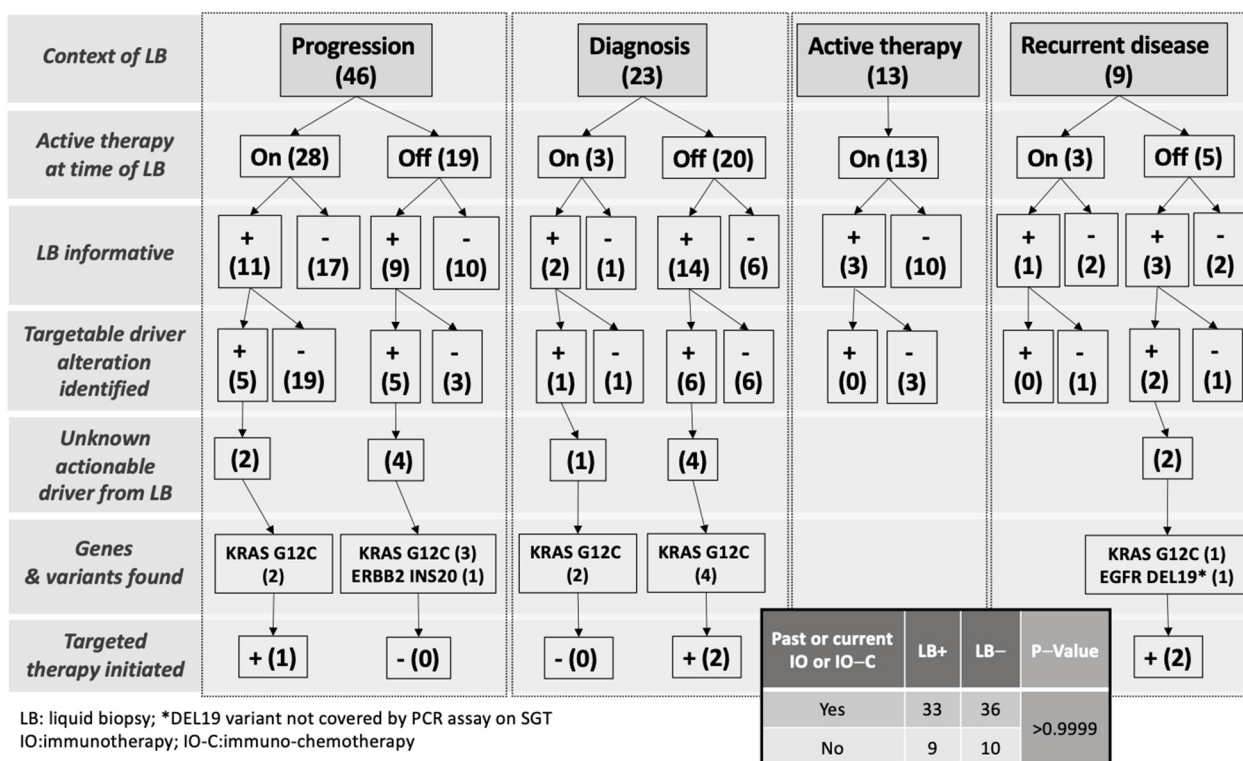 Context of LB
Progression
(46)
Diagnosis
(23)
Active therapy
(13)
Recurrent disease
(9)
Active therapy
at time of LB
On (28)
Off (19)
On (3)
Off (20)
On (13)
On (3)
Off (5)
LB informative
+
(11)
-
(17)
+
(9)
-
(10)
+
(2)
-
(1)
+
(14)
-
(6)
+
(3)
-
(10)
+
(1)
-
(2)
+
(3)
-
(2)
Targetable driver
alteration
identified
+
(5)
-
(19)
+
(5)
-
(3)
+
(1)
-
(1)
+
(6)
-
(6)
+
(0)
-
(3)
+
(0)
-
(1)
+
(2)
-
(1)
Unknown
actionable
driver from LB
(2)
(4)
(1)
(4)
(2)
Genes
& variants found
KRAS G12C
(2)
KRAS G12C (3)
ERBB2 INS20 (1)
KRAS G12C
(2)
KRAS G12C
(4)
KRAS G12C (1)
EGFR DEL19* (1)
Targeted
therapy initiated
+ (1)
- (0)
- (0)
+ (2)
+ (2)
Past or current
IO or IO–C
LB+
LB–
P–Value
Yes
33
36
>0.9999
No
9
10
LB: liquid biopsy; *DEL19 variant not covered by PCR assay on SGT
IO:immunotherapy; IO-C:immuno-chemotherapy